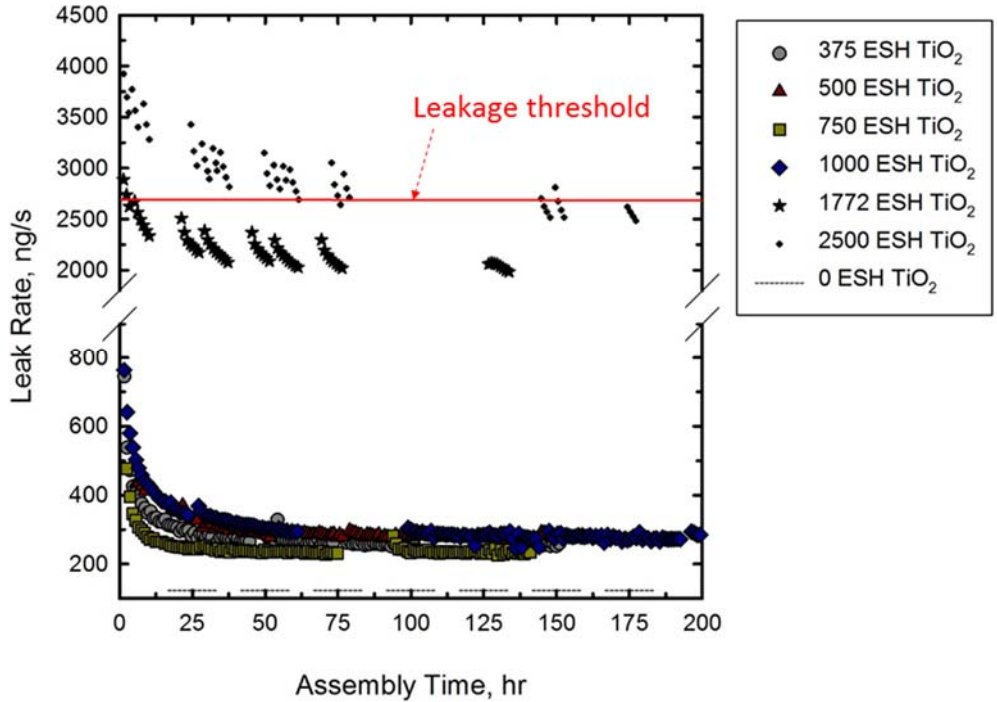 4500
4000
3500
3000
2500
2000
800
600
400
200
0 25 50 75 100 125 150 175 200
Leak Rate, ng/s
Assembly Time, hr
Leakage threshold
375 ESH TiO₂
500 ESH TiO₂
750 ESH TiO₂
1000 ESH TiO₂
1772 ESH TiO₂
2500 ESH TiO₂
0 ESH TiO₂